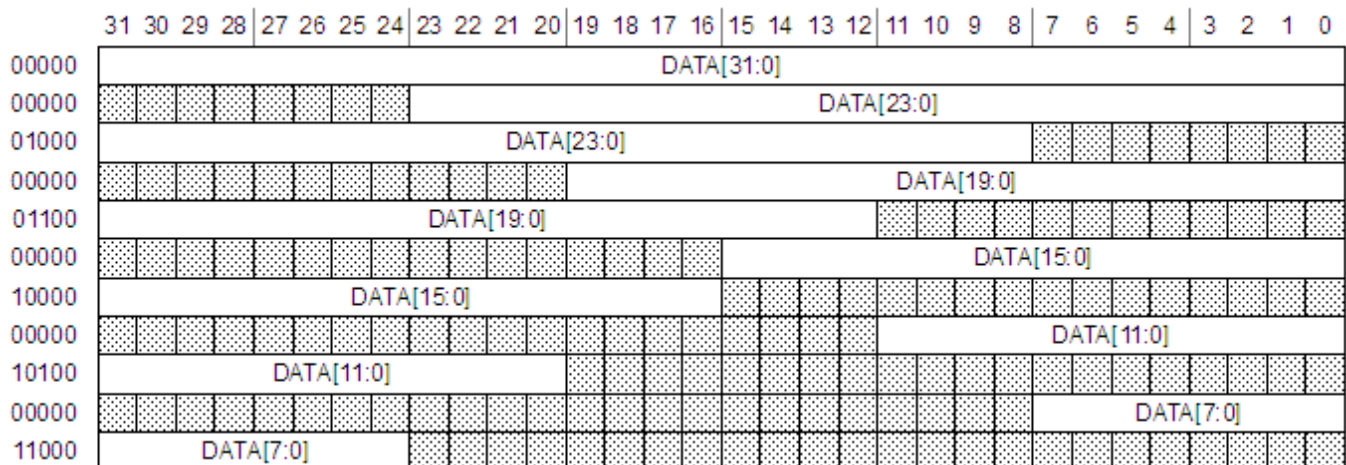 31 30 29 28 27 26 25 24 23 22 21 20 19 18 17 16 15 14 13 12 11 10 9 8 7 6 5 4 3 2 1 0
00000 DATA[31:0]
00000 DATA[23:0]
01000 DATA[23:0]
00000 DATA[19:0]
01100 DATA[19:0]
00000 DATA[15:0]
10000 DATA[15:0]
00000 DATA[11:0]
10100 DATA[11:0]
00000 DATA[7:0]
11000 DATA[7:0]